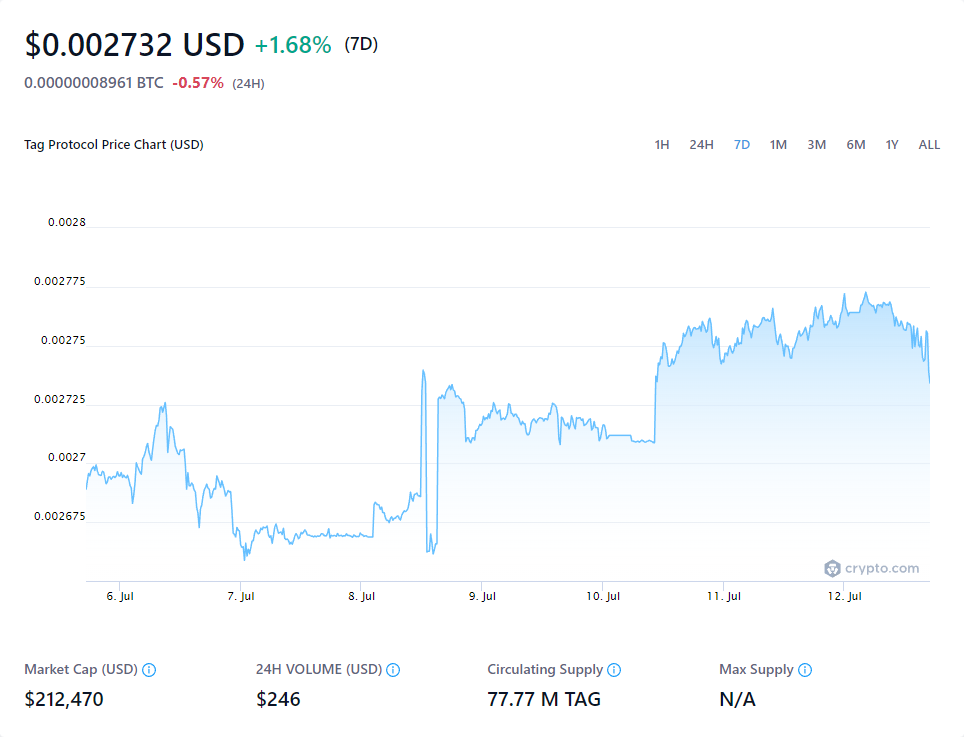 $0.002732 USD +1.68% (7D)
0.00000008961 BTC -0.57% (24H)
Tag Protocol Price Chart (USD)
1H 24H 7D 1M 3M 6M 1Y ALL
0.0028
0.002775
0.00275
0.002725
0.0027
0.002675
crypto.com
6. Jul 7. Jul 8. Jul 9. Jul 10. Jul 11. Jul 12. Jul
Market Cap (USD) 24H VOLUME (USD) Circulating Supply Max Supply
$212,470 $246 77.77 M TAG N/A